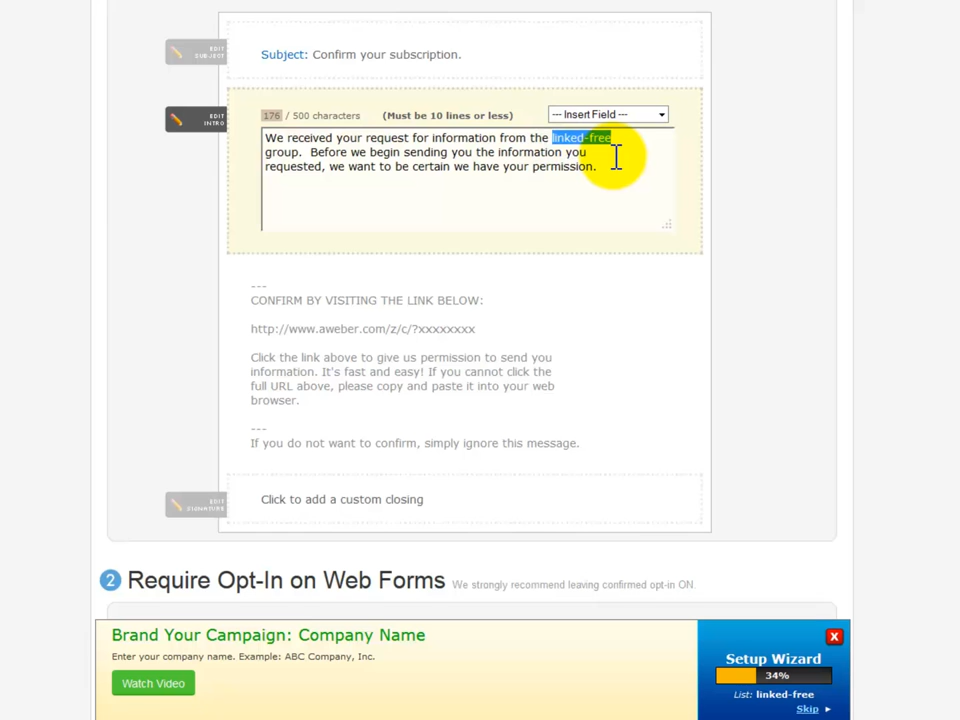 EDIT
SUBJECT
Subject: Confirm your subscription.
EDIT
INTRO
176 / 500 characters (Must be 10 lines or less) --- Insert Field ---
We received your request for information from the linked-free
group.  Before we begin sending you the information you
requested, we want to be certain we have your permission.
---
CONFIRM BY VISITING THE LINK BELOW:
http://www.aweber.com/z/c/?xxxxxxxx
Click the link above to give us permission to send you
information. It's fast and easy! If you cannot click the
full URL above, please copy and paste it into your web
browser.
---
If you do not want to confirm, simply ignore this message.
EDIT
SIGNATURE
Click to add a custom closing
2 Require Opt-In on Web Forms We strongly recommend leaving confirmed opt-in ON.
Brand Your Campaign: Company Name
Enter your company name. Example: ABC Company, Inc.
Watch Video
X
Setup Wizard
34%
List: linked-free
Skip